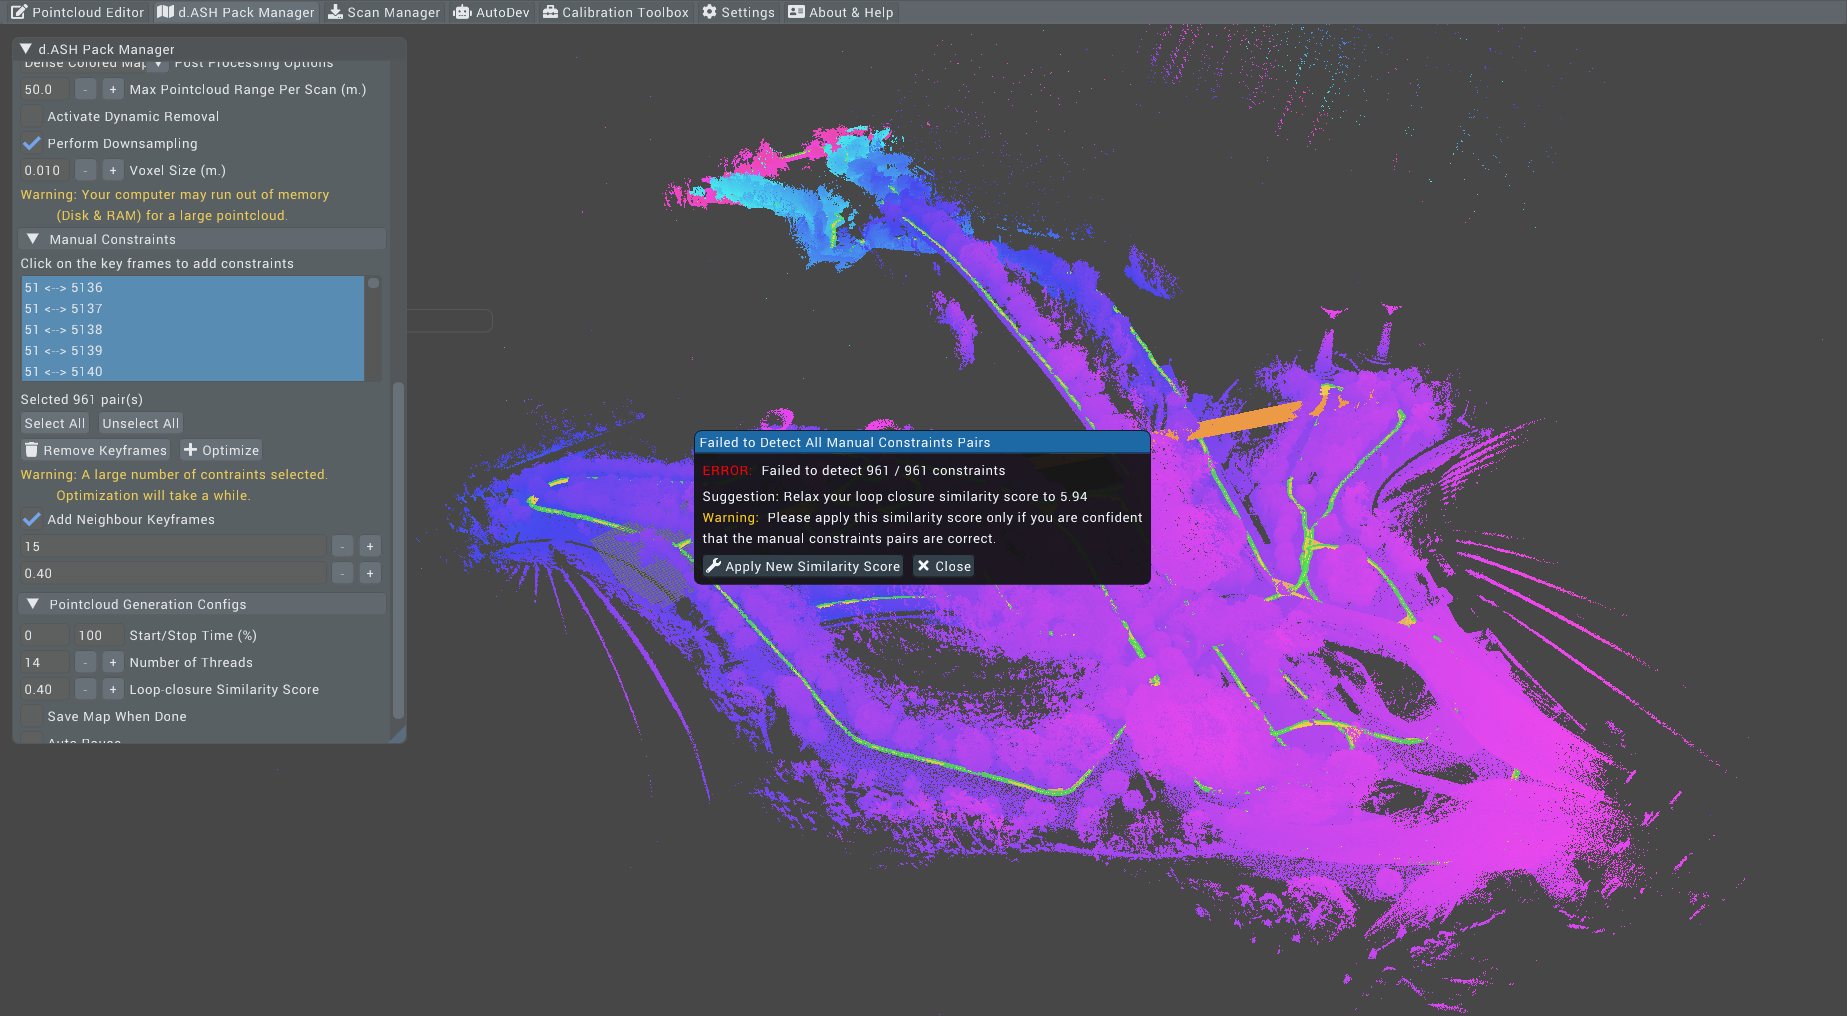 Pointcloud Editor
d.ASH Pack Manager
Scan Manager
AutoDev
Calibration Toolbox
Settings
About & Help
d.ASH Pack Manager
Dense Colored Map Post Processing Options
50.0 - + Max Pointcloud Range Per Scan (m.)
Activate Dynamic Removal
Perform Downsampling
0.010 - + Voxel Size (m.)
Warning: Your computer may run out of memory
(Disk & RAM) for a large pointcloud.
Manual Constraints
Click on the key frames to add constraints
51 <--> 5136
51 <--> 5137
51 <--> 5138
51 <--> 5139
51 <--> 5140
Selcted 961 pair(s)
Select All Unselect All
Remove Keyframes Optimize
Warning: A large number of contraints selected.
Optimization will take a while.
Add Neighbour Keyframes
15 - +
0.40 - +
Pointcloud Generation Configs
0 100 Start/Stop Time (%)
14 - + Number of Threads
0.40 - + Loop-closure Similarity Score
Save Map When Done
Auto Pause
Failed to Detect All Manual Constraints Pairs
ERROR: Failed to detect 961 / 961 constraints
Suggestion: Relax your loop closure similarity score to 5.94
Warning: Please apply this similarity score only if you are confident
that the manual constraints pairs are correct.
Apply New Similarity Score Close